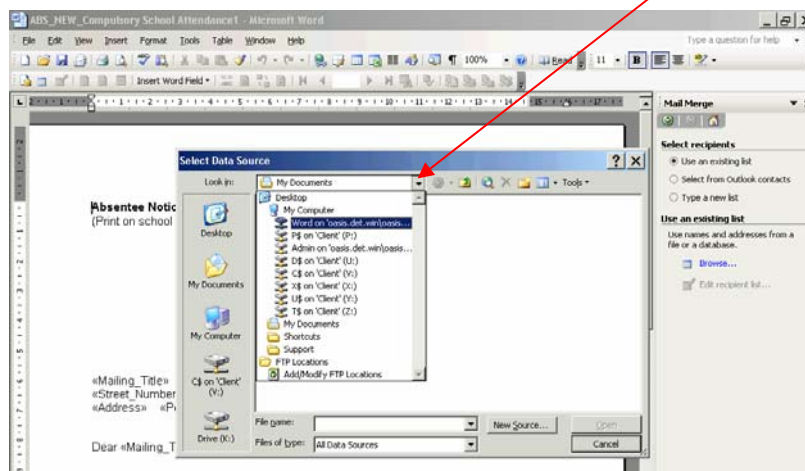 ABS_NEW_Compulsory School Attendance1 - Microsoft Word
File Edit View Insert Format Tools Table Window Help
Type a question for help
100% Read 11 B
Insert Word Field
Mail Merge
Select recipients
Use an existing list
Select from Outlook contacts
Type a new list
Use an existing list
Use names and addresses from a
file or a database.
Browse...
Edit recipient list...
Select Data Source
Look in: My Documents Tools
Desktop
My Computer
Word on 'oasis.det.win\oasis...
P$ on 'Client' (P:)
Admin on 'oasis.det.win\oasis...
D$ on 'Client' (U:)
C$ on 'Client' (V:)
X$ on 'Client' (X:)
U$ on 'Client' (Y:)
T$ on 'Client' (Z:)
My Documents
Shortcuts
Support
FTP Locations
Add/Modify FTP Locations
Desktop
My Documents
My Computer
C$ on 'Client'
(V:)
Drive (K:)
File name: New Source... Open
Files of type: All Data Sources Cancel
Absentee Notic
(Print on school
«Mailing_Title»
«Street_Number
«Address» «P
Dear «Mailing_T